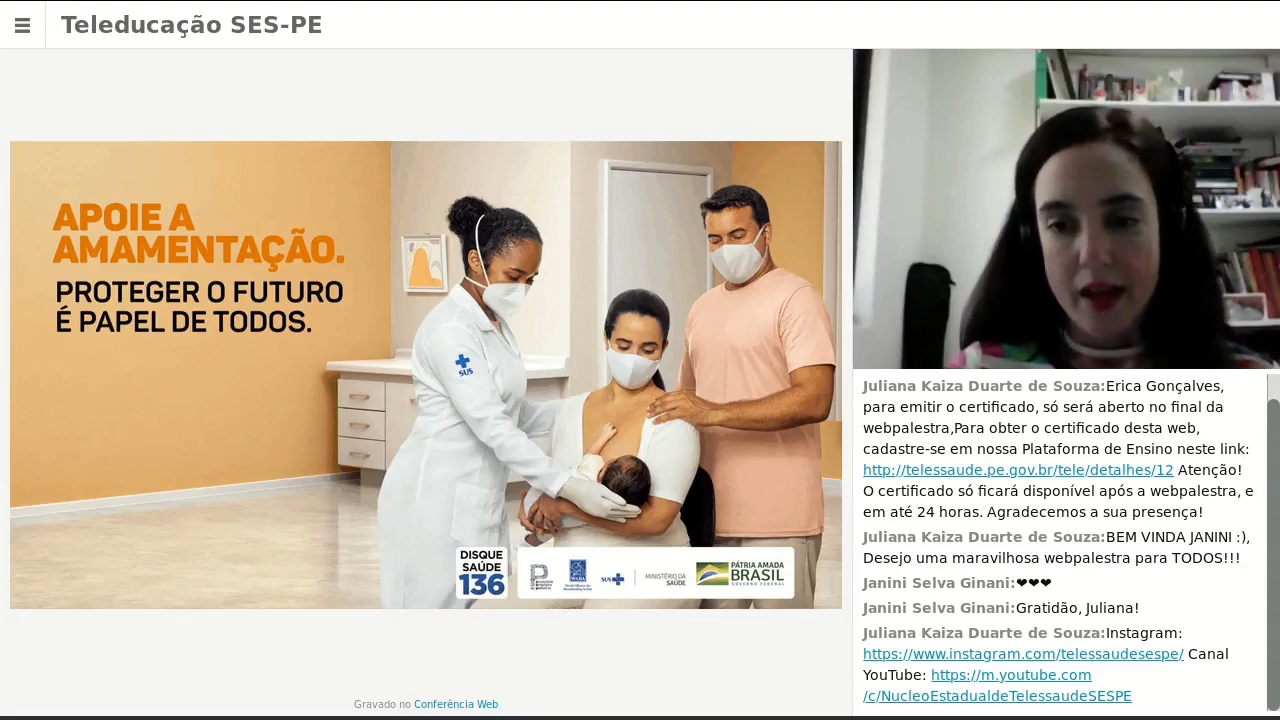 Teleducação SES-PE
APOIE A
AMAMENTAÇÃO.
PROTEGER O FUTURO
É PAPEL DE TODOS.
SUS
DISQUE
SAÚDE
136
WABA
SUS
MINISTÉRIO DA
SAÚDE
PÁTRIA AMADA
BRASIL
GOVERNO FEDERAL
Gravado no Conferência Web
Juliana Kaiza Duarte de Souza:Erica Gonçalves,
para emitir o certificado, só será aberto no final da
webpalestra,Para obter o certificado desta web,
cadastre-se em nossa Plataforma de Ensino neste link:
http://telessaude.pe.gov.br/tele/detalhes/12 Atenção!
O certificado só ficará disponível após a webpalestra, e
em até 24 horas. Agradecemos a sua presença!
Juliana Kaiza Duarte de Souza:BEM VINDA JANINI :),
Desejo uma maravilhosa webpalestra para TODOS!!!
Janini Selva Ginani:❤❤❤
Janini Selva Ginani:Gratidão, Juliana!
Juliana Kaiza Duarte de Souza:Instagram:
https://www.instagram.com/telessaudesespe/ Canal
YouTube: https://m.youtube.com
/c/NucleoEstadualdeTelessaudeSESPE